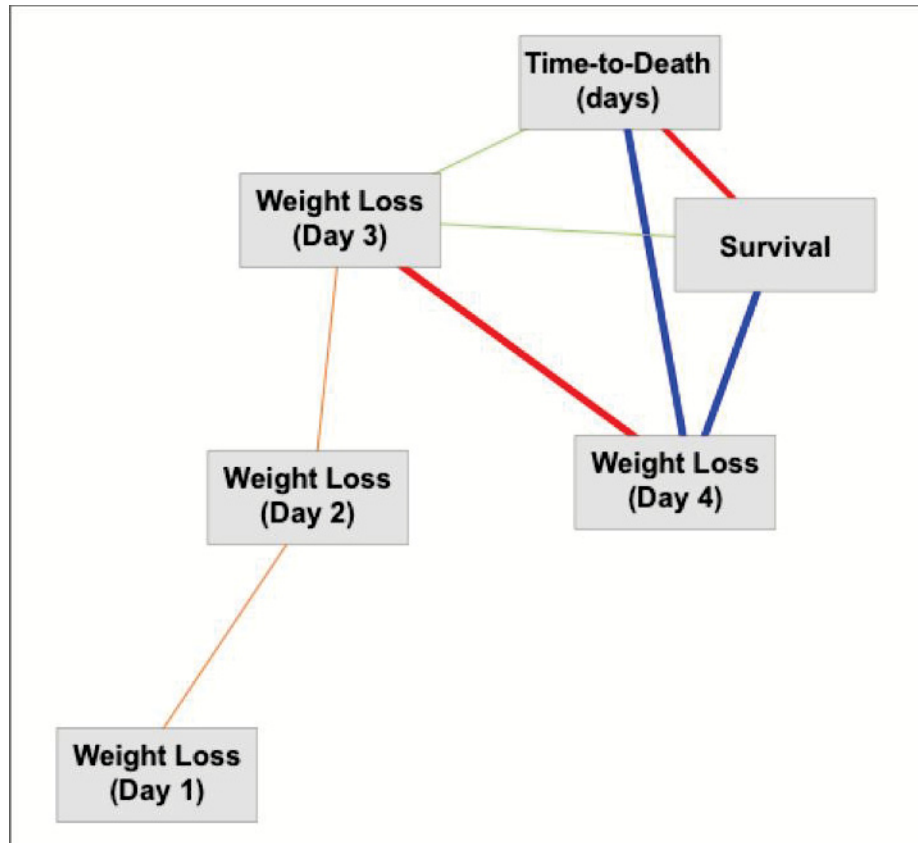 Time-to-Death
(days)
Weight Loss
(Day 3)
Survival
Weight Loss
(Day 2)
Weight Loss
(Day 4)
Weight Loss
(Day 1)